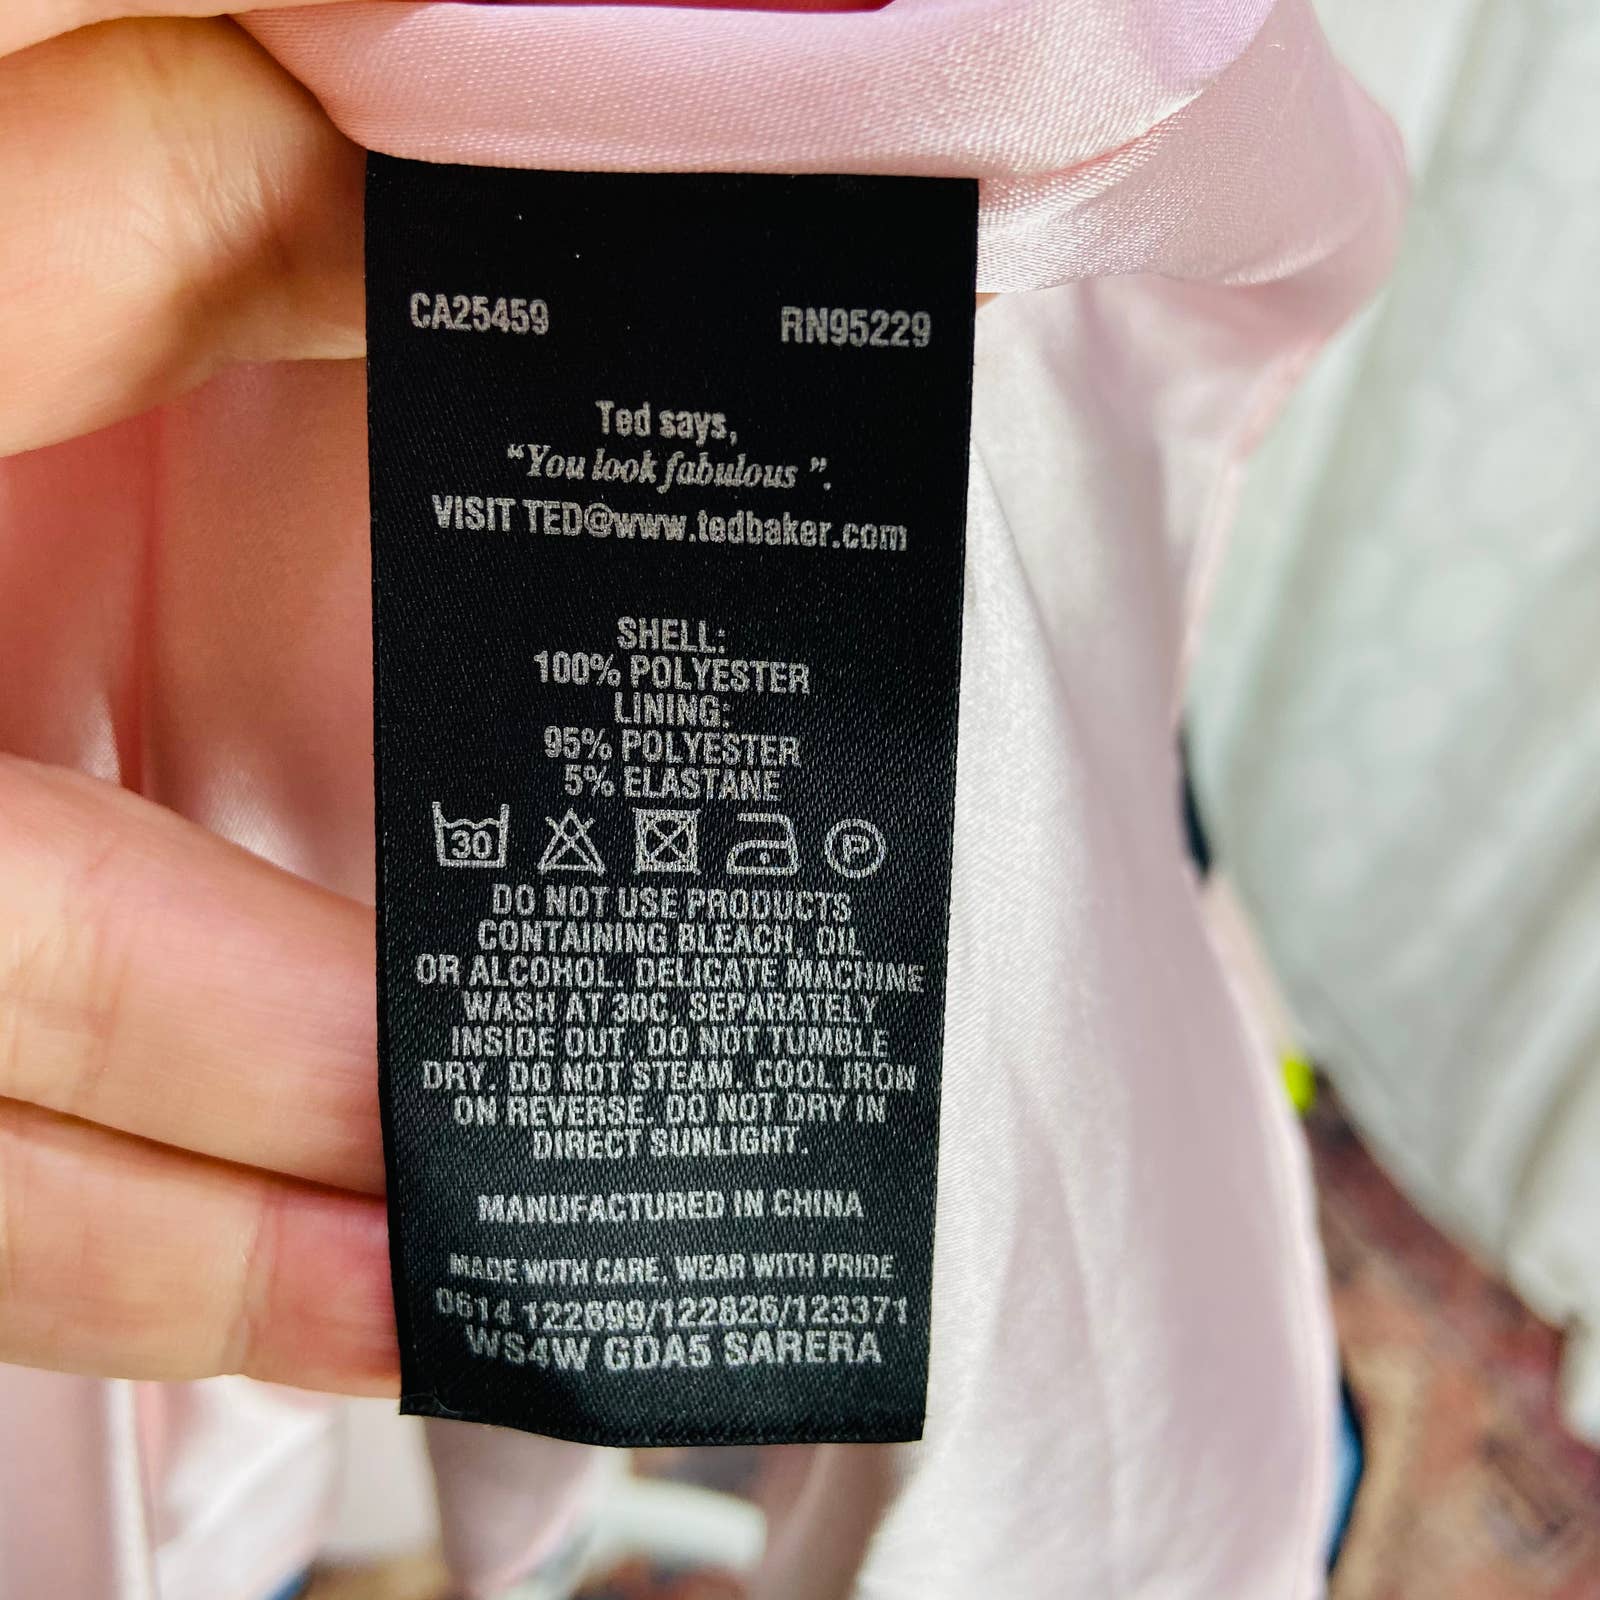 CA25459 RN95229
Ted says,
“You look fabulous ”.
VISIT TED@www.tedbaker.com
SHELL:
100% POLYESTER
LINING:
95% POLYESTER
5% ELASTANE
30 P
DO NOT USE PRODUCTS
CONTAINING BLEACH, OIL
OR ALCOHOL. DELICATE MACHINE
WASH AT 30C, SEPARATELY
INSIDE OUT. DO NOT TUMBLE
DRY. DO NOT STEAM. COOL IRON
ON REVERSE. DO NOT DRY IN
DIRECT SUNLIGHT.
MANUFACTURED IN CHINA
MADE WITH CARE, WEAR WITH PRIDE
0614 122699/122826/123371
WS4W GDA5 SARERA